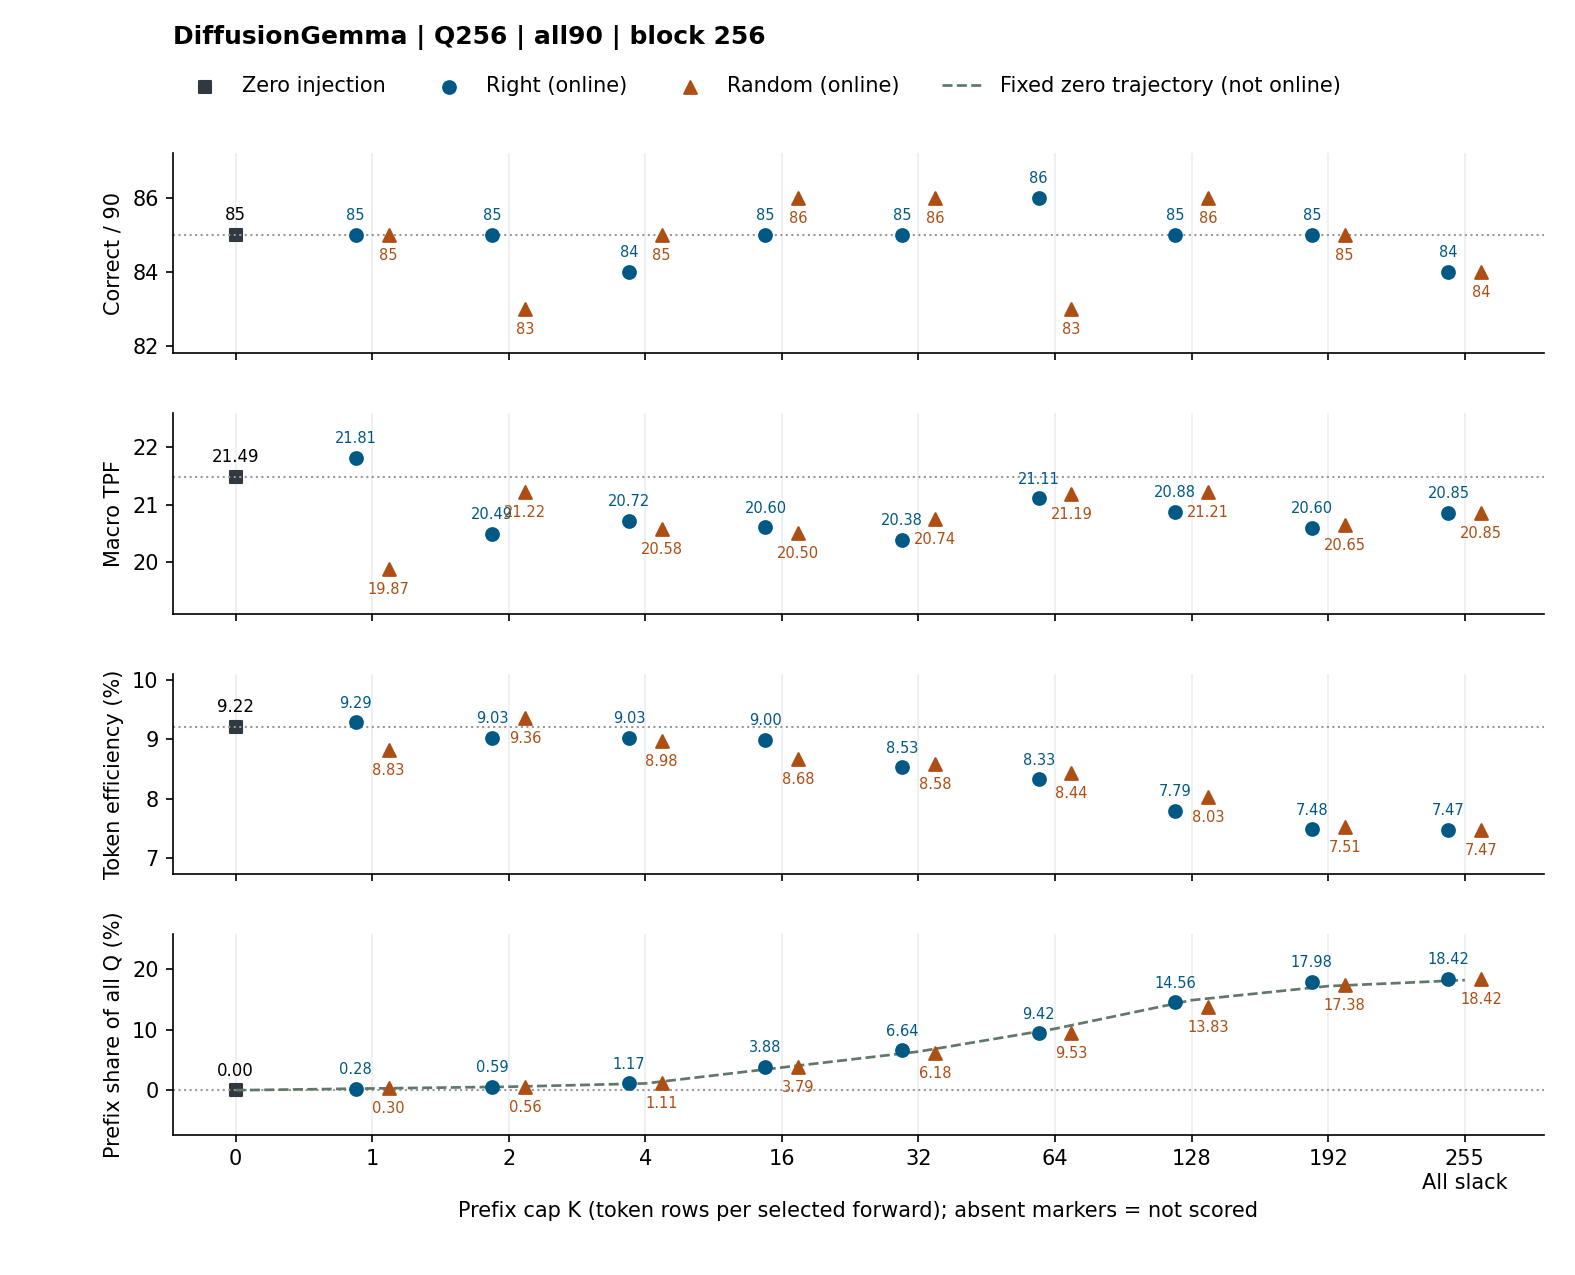 DiffusionGemma | Q256 | all90 | block 256
Zero injection Right (online) Random (online) Fixed zero trajectory (not online)
Correct / 90
86
84
82
85 85 85 84 85 85 86 85 85 84
85 83 85 86 86 83 86 85 84
Macro TPF
22
21
20
21.49 21.81 20.49 20.72 20.60 20.38 21.11 20.88 20.60 20.85
19.87 21.22 20.58 20.50 20.74 21.19 21.21 20.65 20.85
Token efficiency (%)
10
9
8
7
9.22 9.29 9.03 9.03 9.00 8.53 8.33 7.79 7.48 7.47
8.83 9.36 8.98 8.68 8.58 8.44 8.03 7.51 7.47
Prefix share of all Q (%)
20
10
0
0.00 0.28 0.59 1.17 3.88 6.64 9.42 14.56 17.98 18.42
0.30 0.56 1.11 3.79 6.18 9.53 13.83 17.38 18.42
0 1 2 4 16 32 64 128 192 255
All slack
Prefix cap K (token rows per selected forward); absent markers = not scored